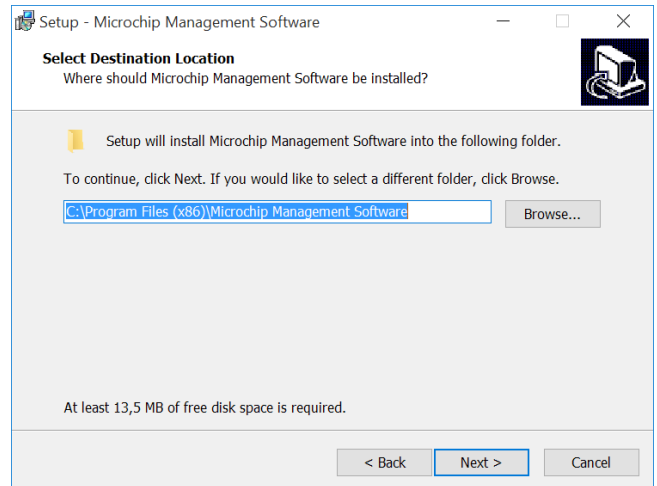 Setup - Microchip Management Software
Select Destination Location
Where should Microchip Management Software be installed?
Setup will install Microchip Management Software into the following folder.
To continue, click Next. If you would like to select a different folder, click Browse.
C:\Program Files (x86)\Microchip Management Software
Browse...
At least 13,5 MB of free disk space is required.
< Back
Next >
Cancel